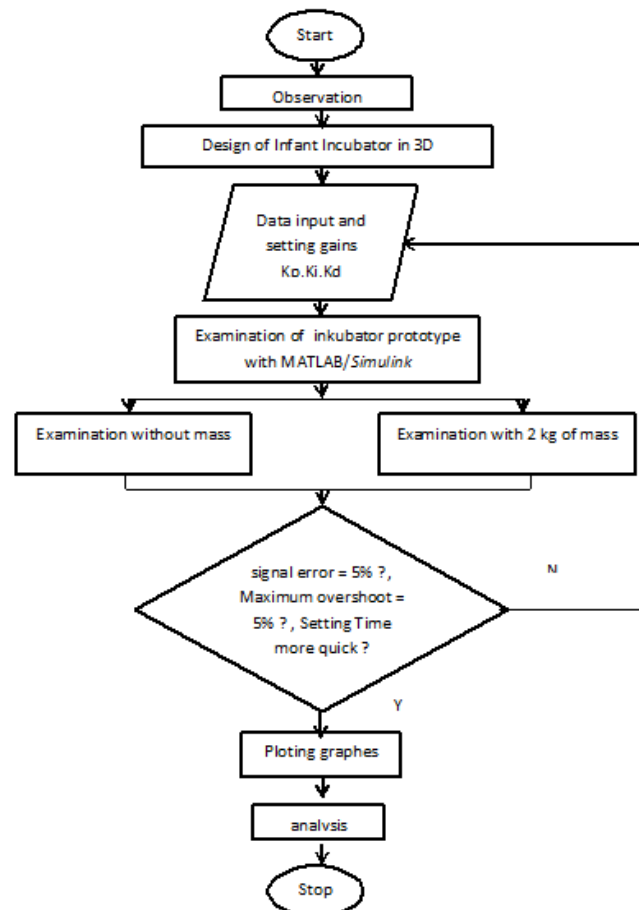 Start
Observation
Design of Infant Incubator in 3D
Data input and
setting gains
Kp.Ki.Kd
Examination of inkubator prototype
with MATLAB/Simulink
Examination without mass
Examination with 2 kg of mass
signal error = 5% ?,
Maximum overshoot =
5% ? , Setting Time
more quick ?
N
Y
Ploting graphes
analysis
Stop